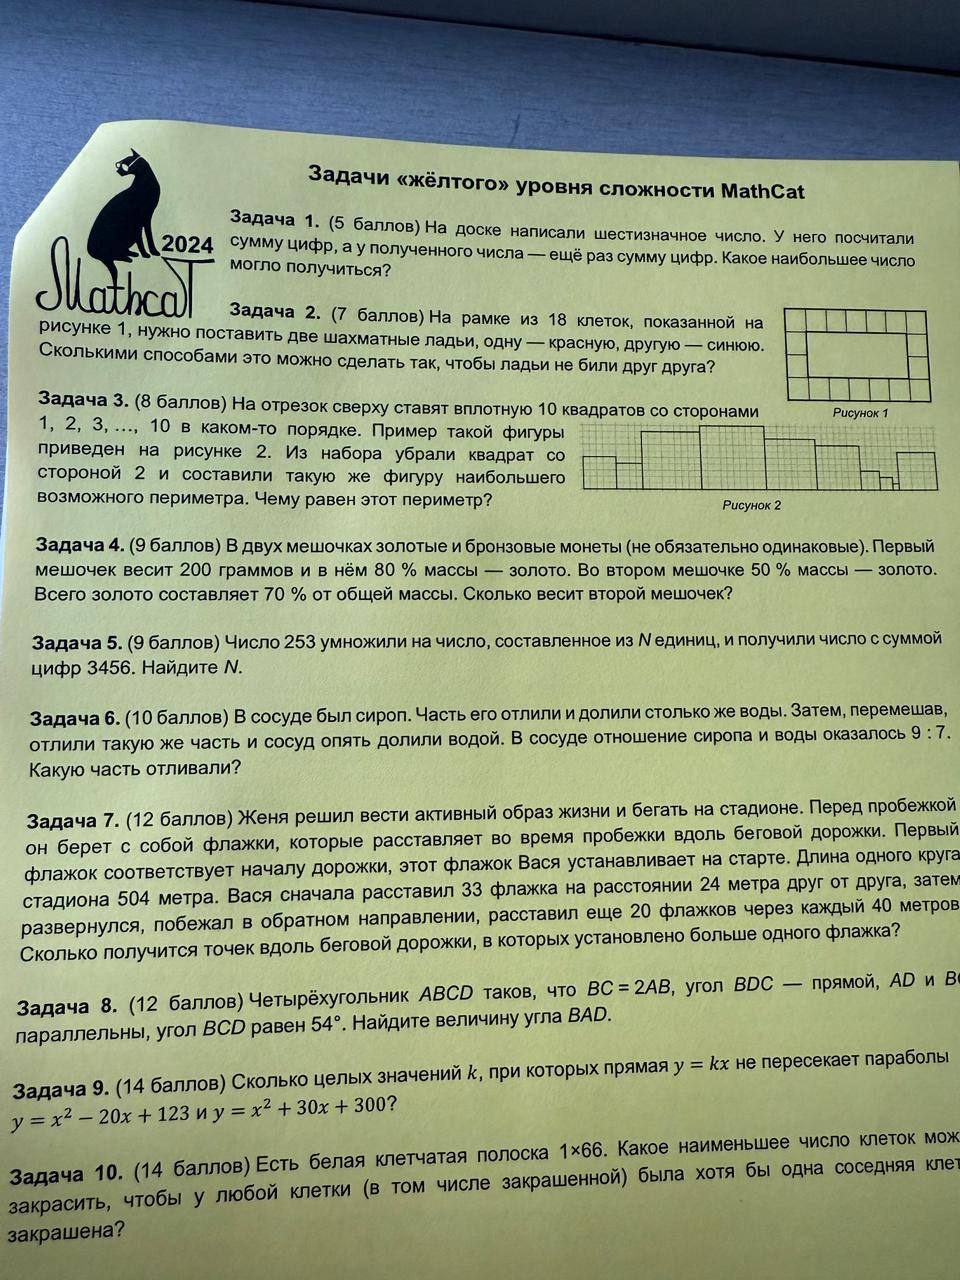 Задачи «жёлтого» уровня сложности MathCat
2024
Mathcat
Задача 1. (5 баллов) На доске написали шестизначное число. У него посчитали
сумму цифр, а у полученного числа — ещё раз сумму цифр. Какое наибольшее число
могло получиться?
Задача 2. (7 баллов) На рамке из 18 клеток, показанной на
рисунке 1, нужно поставить две шахматные ладьи, одну — красную, другую — синюю.
Сколькими способами это можно сделать так, чтобы ладьи не били друг друга?
Рисунок 1
Задача 3. (8 баллов) На отрезок сверху ставят вплотную 10 квадратов со сторонами
1, 2, 3, ..., 10 в каком-то порядке. Пример такой фигуры
приведен на рисунке 2. Из набора убрали квадрат со
стороной 2 и составили такую же фигуру наибольшего
возможного периметра. Чему равен этот периметр?
Рисунок 2
Задача 4. (9 баллов) В двух мешочках золотые и бронзовые монеты (не обязательно одинаковые). Первый
мешочек весит 200 граммов и в нём 80 % массы — золото. Во втором мешочке 50 % массы — золото.
Всего золото составляет 70 % от общей массы. Сколько весит второй мешочек?
Задача 5. (9 баллов) Число 253 умножили на число, составленное из N единиц, и получили число с суммой
цифр 3456. Найдите N.
Задача 6. (10 баллов) В сосуде был сироп. Часть его отлили и долили столько же воды. Затем, перемешав,
отлили такую же часть и сосуд опять долили водой. В сосуде отношение сиропа и воды оказалось 9 : 7.
Какую часть отливали?
Задача 7. (12 баллов) Женя решил вести активный образ жизни и бегать на стадионе. Перед пробежкой
он берет с собой флажки, которые расставляет во время пробежки вдоль беговой дорожки. Первый
флажок соответствует началу дорожки, этот флажок Вася устанавливает на старте. Длина одного круга
стадиона 504 метра. Вася сначала расставил 33 флажка на расстоянии 24 метра друг от друга, затем
развернулся, побежал в обратном направлении, расставил еще 20 флажков через каждый 40 метров
Сколько получится точек вдоль беговой дорожки, в которых установлено больше одного флажка?
Задача 8. (12 баллов) Четырёхугольник ABCD таков, что BC = 2AB, угол BDC — прямой, AD и
параллельны, угол BCD равен 54°. Найдите величину угла BAD.
Задача 9. (14 баллов) Сколько целых значений k, при которых прямая y = kx не пересекает параболы
y = x² − 20x + 123 и y = x² + 30x + 300?
Задача 10. (14 баллов) Есть белая клетчатая полоска 1×66. Какое наименьшее число клеток
закрасить, чтобы у любой клетки (в том числе закрашенной) была хотя бы одна соседняя
закрашена?